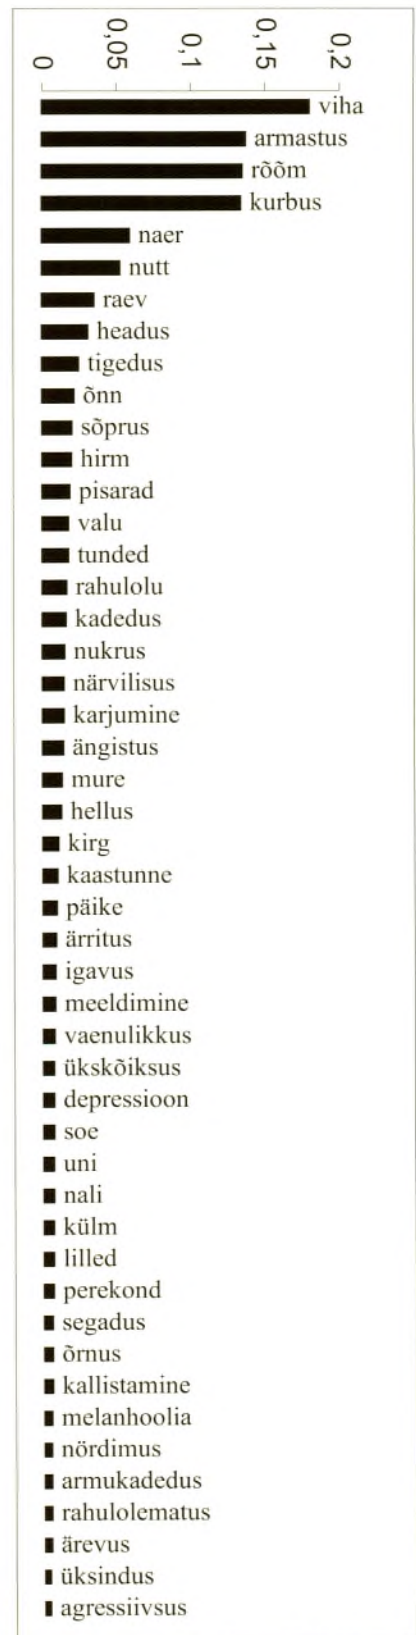 0 0,05 0,1 0,15 0,2
viha
armastus
rõõm
kurbus
naer
nutt
raev
headus
tigedus
õnn
sõprus
hirm
pisarad
valu
tunded
rahulolu
kadedus
nukrus
närvilisus
karjumine
ängistus
mure
hellus
kirg
kaastunne
päike
ärritus
igavus
meeldimine
vaenulikkus
ükskõiksus
depressioon
soe
uni
nali
külm
lilled
perekond
segadus
õrnus
kallistamine
melanhoolia
nördimus
armukadedus
rahulolematus
ärevus
üksindus
agressiivsus